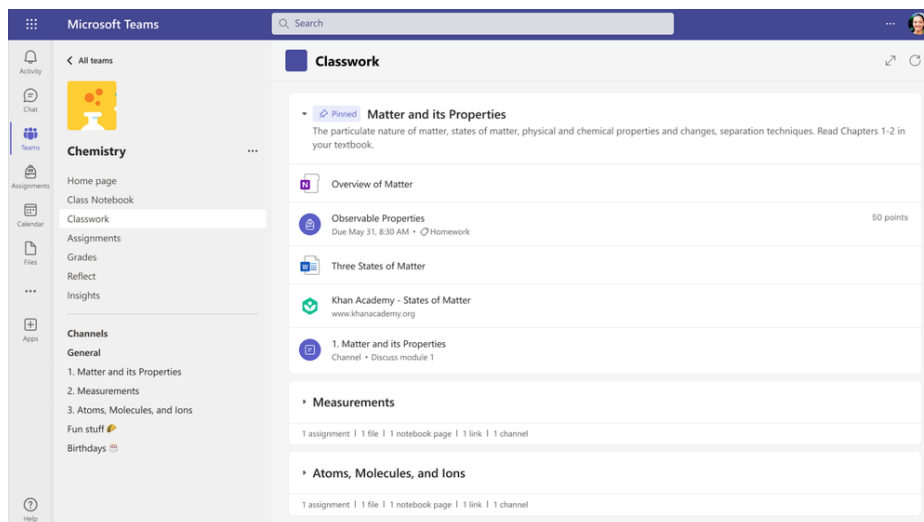 Microsoft Teams
Search
Activity
Chat
Teams
Assignments
Calendar
Files
Apps
Help
All teams
Chemistry
Home page
Class Notebook
Classwork
Assignments
Grades
Reflect
Insights
Channels
General
1. Matter and its Properties
2. Measurements
3. Atoms, Molecules, and Ions
Fun stuff 🌮
Birthdays 🎂
Classwork
Pinned Matter and its Properties
The particulate nature of matter, states of matter, physical and chemical properties and changes, separation techniques. Read Chapters 1-2 in
your textbook.
N Overview of Matter
Observable Properties 50 points
Due May 31, 8:30 AM • Homework
W Three States of Matter
Khan Academy - States of Matter
www.khanacademy.org
1. Matter and its Properties
Channel • Discuss module 1
Measurements
1 assignment | 1 file | 1 notebook page | 1 link | 1 channel
Atoms, Molecules, and Ions
1 assignment | 1 file | 1 notebook page | 1 link | 1 channel